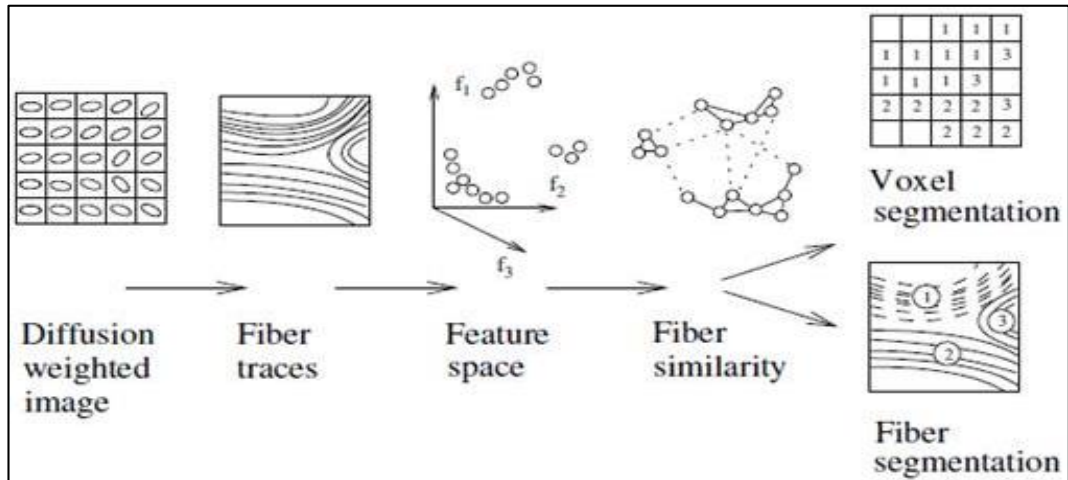 1 1 1
1 1 1 1 3
1 1 1 3
2 2 2 2 3
2 2 2
f1
f2
f3
Voxel
segmentation
Diffusion
weighted
image
Fiber
traces
Feature
space
Fiber
similarity
1
3
2
Fiber
segmentation